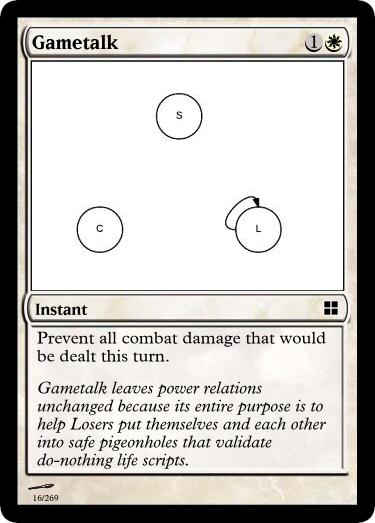 Gametalk 1
S
C
L
Instant
Prevent all combat damage that would
be dealt this turn.
Gametalk leaves power relations
unchanged because its entire purpose is to
help Losers put themselves and each other
into safe pigeonholes that validate
do-nothing life scripts.
16/269